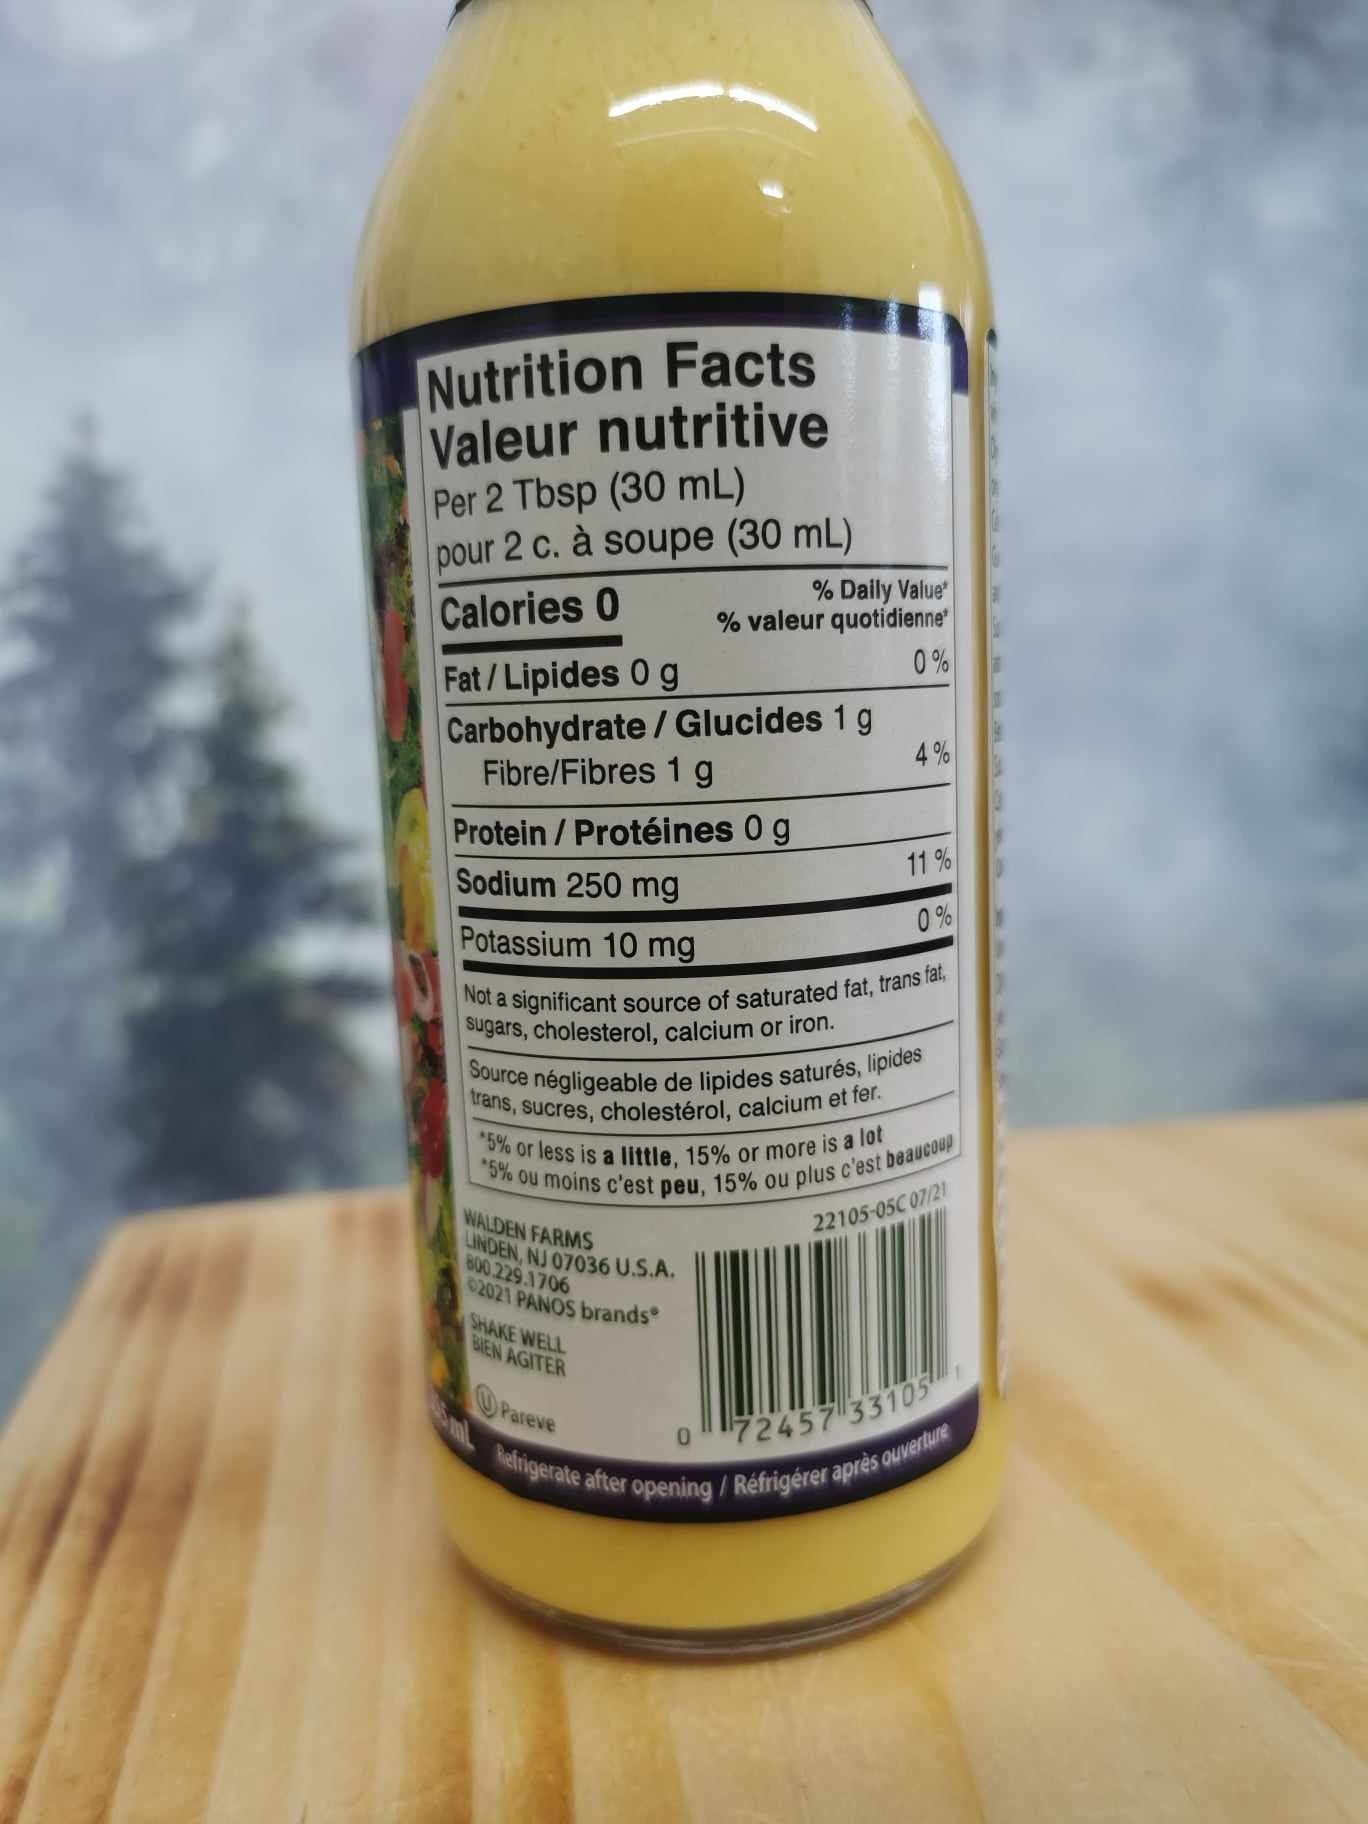 Nutrition Facts
Valeur nutritive
Per 2 Tbsp (30 mL)
pour 2 c. à soupe (30 mL)
Calories 0
% Daily Value*
% valeur quotidienne*
Fat / Lipides 0 g 0 %
Carbohydrate / Glucides 1 g
Fibre/Fibres 1 g 4 %
Protein / Protéines 0 g
Sodium 250 mg 11 %
Potassium 10 mg 0 %
Not a significant source of saturated fat, trans fat,
sugars, cholesterol, calcium or iron.
Source négligeable de lipides saturés, lipides
trans, sucres, cholestérol, calcium et fer.
*5% or less is a little, 15% or more is a lot
*5% ou moins c'est peu, 15% ou plus c'est beaucoup
22105-05C 07/21
WALDEN FARMS
LINDEN, NJ 07036 U.S.A.
800.229.1706
©2021 PANOS brands®
SHAKE WELL
BIEN AGITER
U Pareve
0 72457 33105 1
mL
Refrigerate after opening / Réfrigérer après ouverture